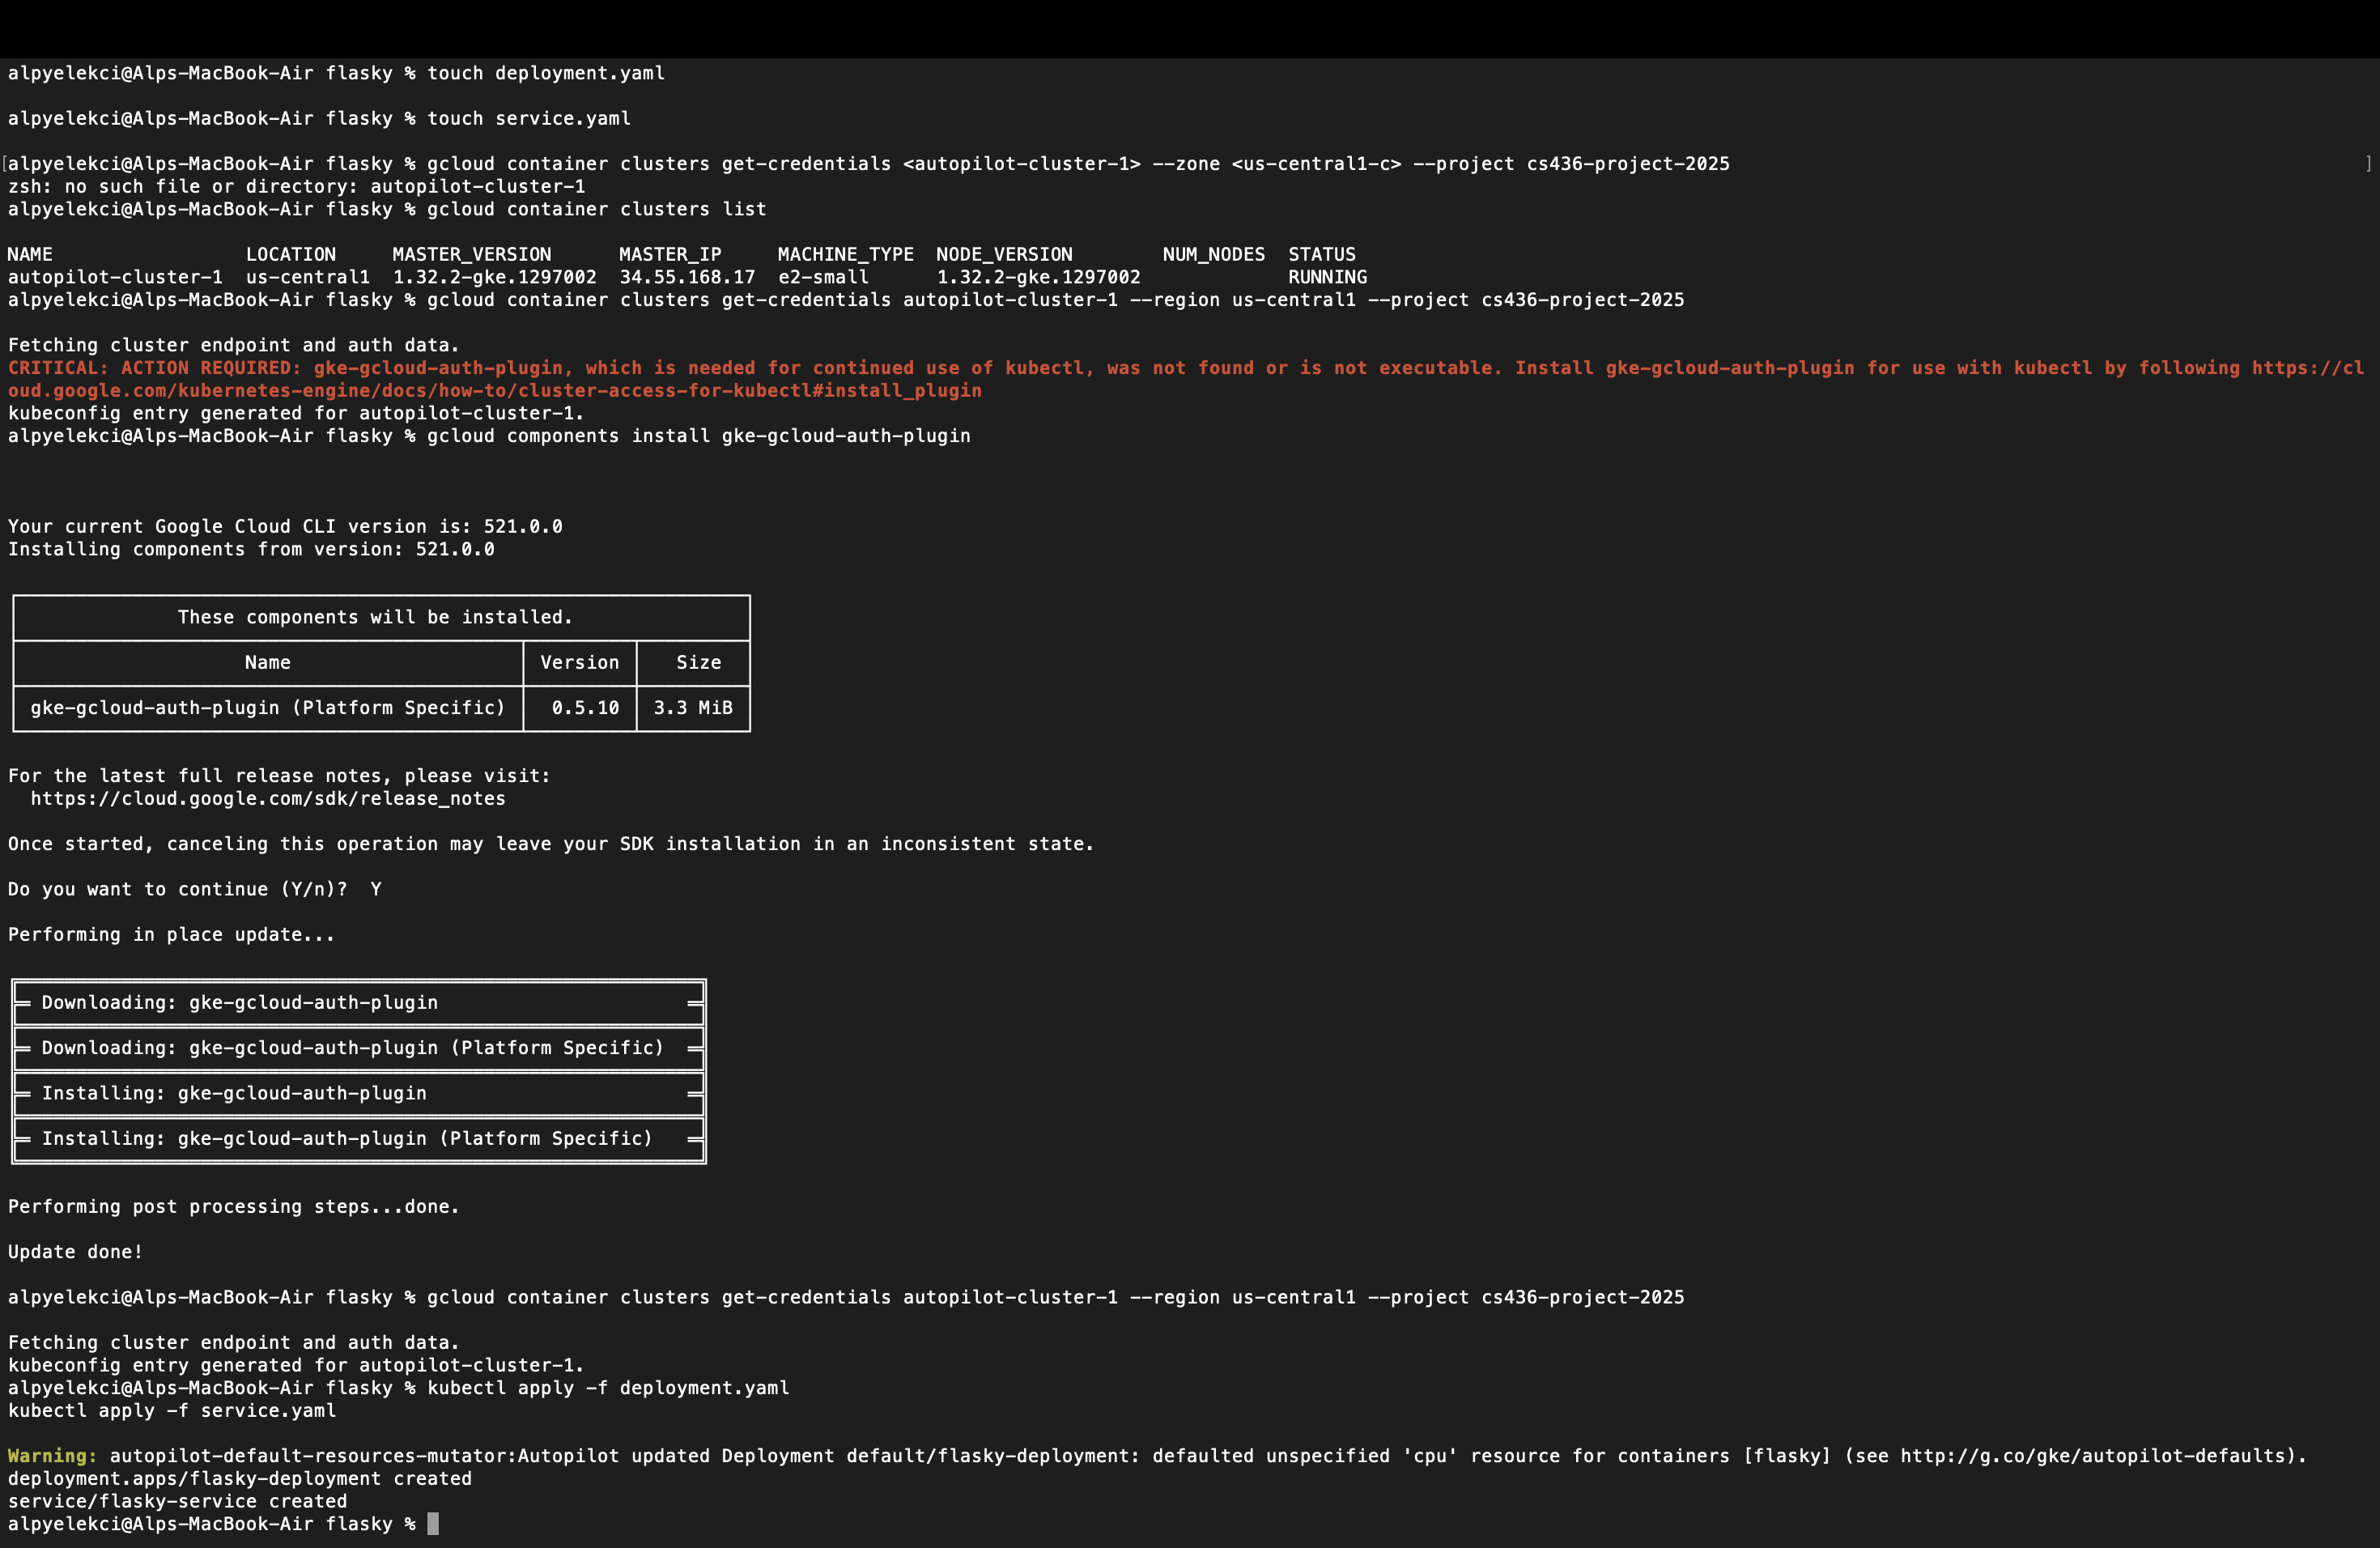 alpyelekci@Alps-MacBook-Air flasky % touch deployment.yaml
alpyelekci@Alps-MacBook-Air flasky % touch service.yaml
[alpyelekci@Alps-MacBook-Air flasky % gcloud container clusters get-credentials <autopilot-cluster-1> --zone <us-central1-c> --project cs436-project-2025 ]
zsh: no such file or directory: autopilot-cluster-1
alpyelekci@Alps-MacBook-Air flasky % gcloud container clusters list
NAME LOCATION MASTER_VERSION MASTER_IP MACHINE_TYPE NODE_VERSION NUM_NODES STATUS
autopilot-cluster-1 us-central1 1.32.2-gke.1297002 34.55.168.17 e2-small 1.32.2-gke.1297002 RUNNING
alpyelekci@Alps-MacBook-Air flasky % gcloud container clusters get-credentials autopilot-cluster-1 --region us-central1 --project cs436-project-2025
Fetching cluster endpoint and auth data.
CRITICAL: ACTION REQUIRED: gke-gcloud-auth-plugin, which is needed for continued use of kubectl, was not found or is not executable. Install gke-gcloud-auth-plugin for use with kubectl by following https://cl
oud.google.com/kubernetes-engine/docs/how-to/cluster-access-for-kubectl#install_plugin
kubeconfig entry generated for autopilot-cluster-1.
alpyelekci@Alps-MacBook-Air flasky % gcloud components install gke-gcloud-auth-plugin
Your current Google Cloud CLI version is: 521.0.0
Installing components from version: 521.0.0
These components will be installed.
Name Version Size
gke-gcloud-auth-plugin (Platform Specific) 0.5.10 3.3 MiB
For the latest full release notes, please visit:
https://cloud.google.com/sdk/release_notes
Once started, canceling this operation may leave your SDK installation in an inconsistent state.
Do you want to continue (Y/n)? Y
Performing in place update...
Downloading: gke-gcloud-auth-plugin
Downloading: gke-gcloud-auth-plugin (Platform Specific)
Installing: gke-gcloud-auth-plugin
Installing: gke-gcloud-auth-plugin (Platform Specific)
Performing post processing steps...done.
Update done!
alpyelekci@Alps-MacBook-Air flasky % gcloud container clusters get-credentials autopilot-cluster-1 --region us-central1 --project cs436-project-2025
Fetching cluster endpoint and auth data.
kubeconfig entry generated for autopilot-cluster-1.
alpyelekci@Alps-MacBook-Air flasky % kubectl apply -f deployment.yaml
kubectl apply -f service.yaml
Warning: autopilot-default-resources-mutator:Autopilot updated Deployment default/flasky-deployment: defaulted unspecified 'cpu' resource for containers [flasky] (see http://g.co/gke/autopilot-defaults).
deployment.apps/flasky-deployment created
service/flasky-service created
alpyelekci@Alps-MacBook-Air flasky %